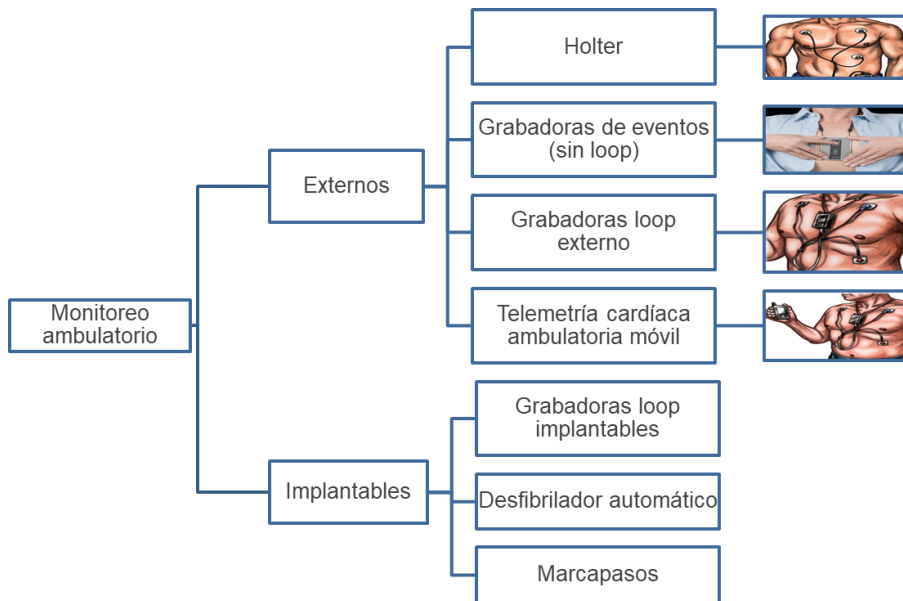 Holter
Grabadoras de eventos
(sin loop)
Externos
Grabadoras loop
externo
Monitoreo
ambulatorio
Telemetría cardíaca
ambulatoria móvil
Grabadoras loop
implantables
Implantables
Desfibrilador automático
Marcapasos